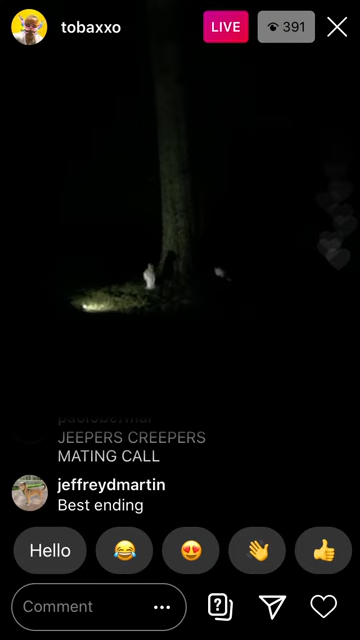 tobaxxo
LIVE
391
JEEPERS CREEPERS
MATING CALL
jeffreydmartin
Best ending
Hello
Comment